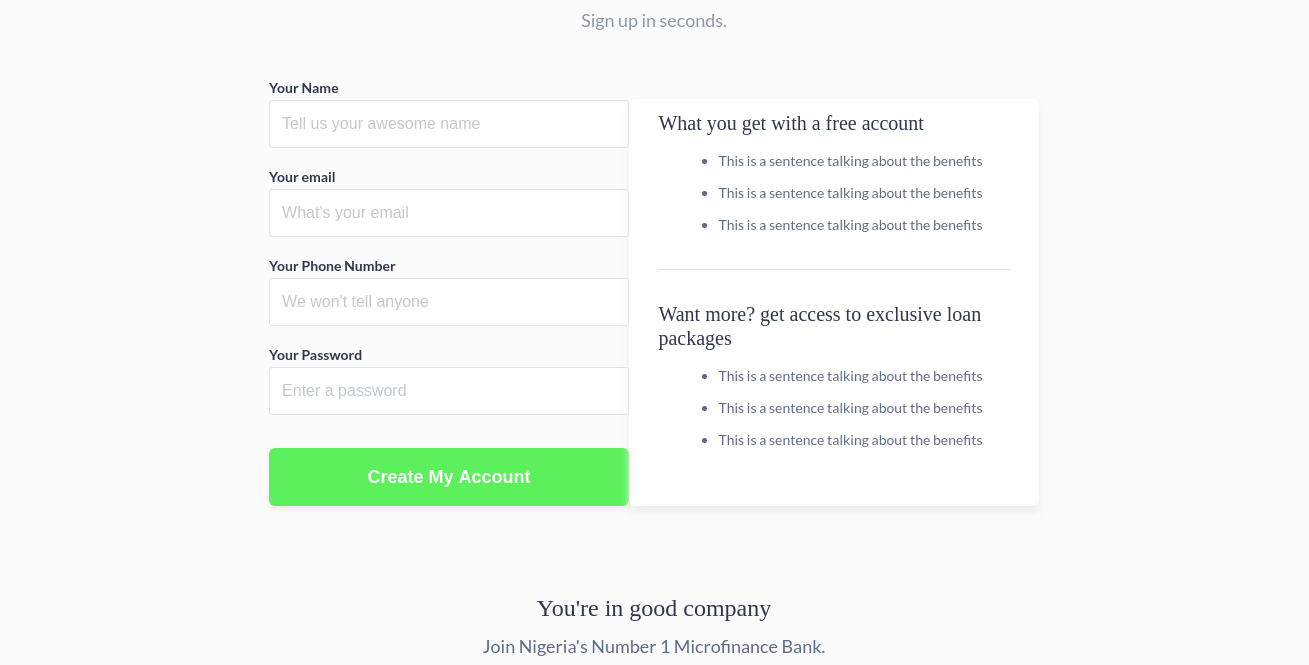 Sign up in seconds.
Your Name
Tell us your awesome name
Your email
What's your email
Your Phone Number
We won't tell anyone
Your Password
Enter a password
Create My Account
What you get with a free account
This is a sentence talking about the benefits
This is a sentence talking about the benefits
This is a sentence talking about the benefits
Want more? get access to exclusive loan
packages
This is a sentence talking about the benefits
This is a sentence talking about the benefits
This is a sentence talking about the benefits
You're in good company
Join Nigeria's Number 1 Microfinance Bank.